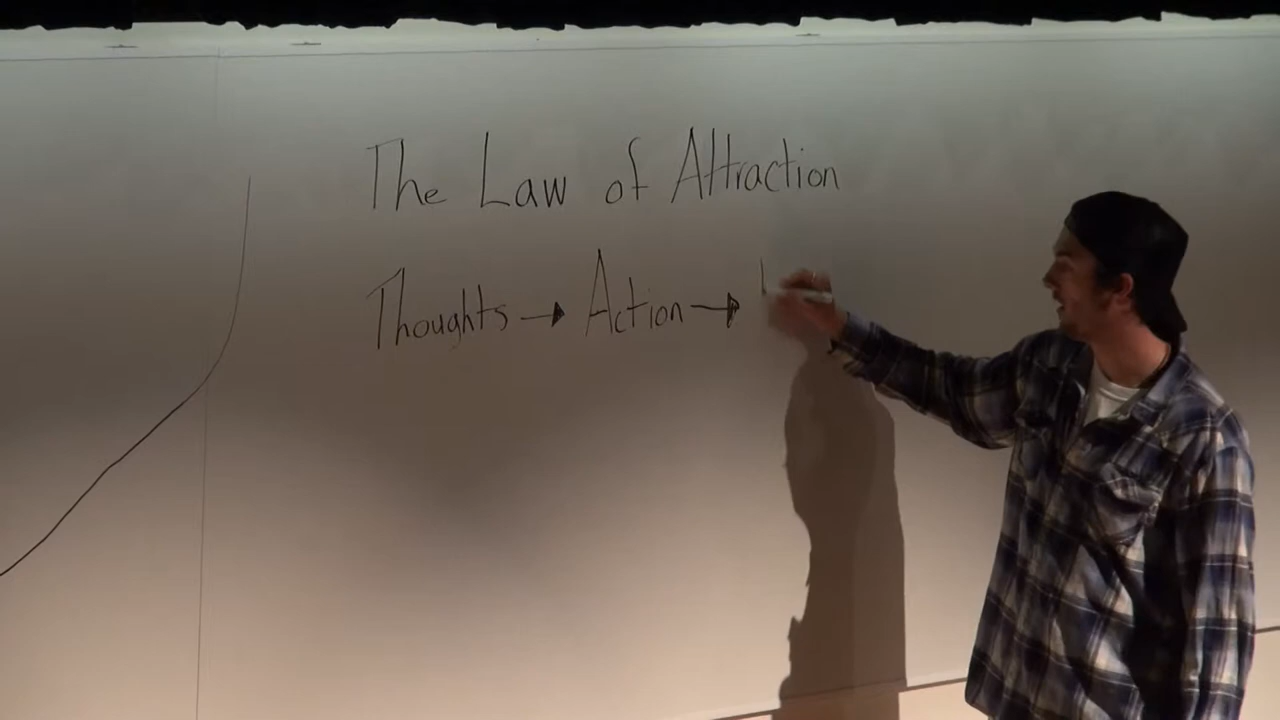 The Law of Attraction
Thoughts → Action →